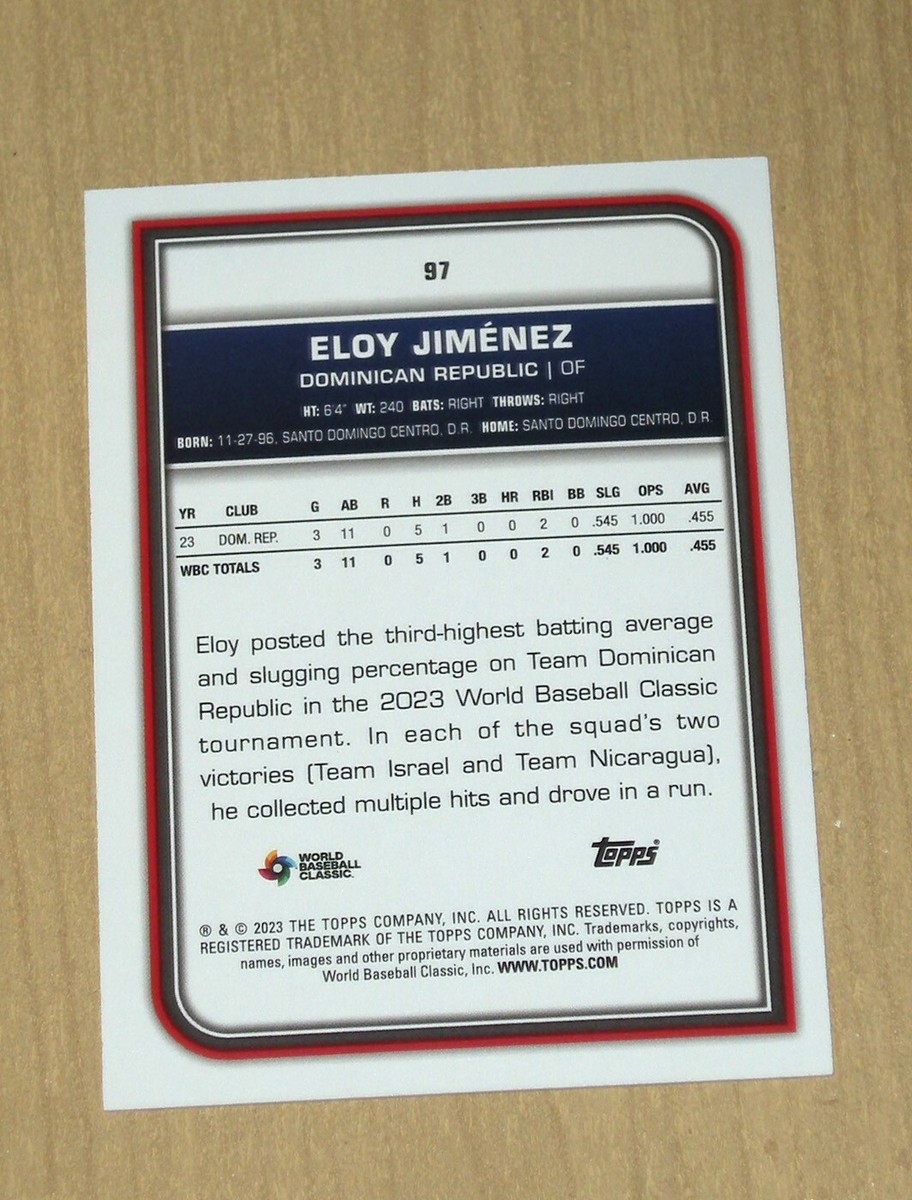 97
ELOY JIMÉNEZ
DOMINICAN REPUBLIC | OF
HT: 6'4" WT: 240 BATS: RIGHT THROWS: RIGHT
BORN: 11-27-96, SANTO DOMINGO CENTRO, D.R. HOME: SANTO DOMINGO CENTRO, D.R.
YR CLUB G AB R H 2B 3B HR RBI BB SLG OPS AVG
23 DOM. REP. 3 11 0 5 1 0 0 2 0 .545 1.000 .455
WBC TOTALS 3 11 0 5 1 0 0 2 0 .545 1.000 .455
Eloy posted the third-highest batting average
and slugging percentage on Team Dominican
Republic in the 2023 World Baseball Classic
tournament. In each of the squad's two
victories (Team Israel and Team Nicaragua),
he collected multiple hits and drove in a run.
WORLD
BASEBALL
CLASSIC™
topps®
® & © 2023 THE TOPPS COMPANY, INC. ALL RIGHTS RESERVED. TOPPS IS A
REGISTERED TRADEMARK OF THE TOPPS COMPANY, INC. Trademarks, copyrights,
names, images and other proprietary materials are used with permission of
World Baseball Classic, Inc. WWW.TOPPS.COM